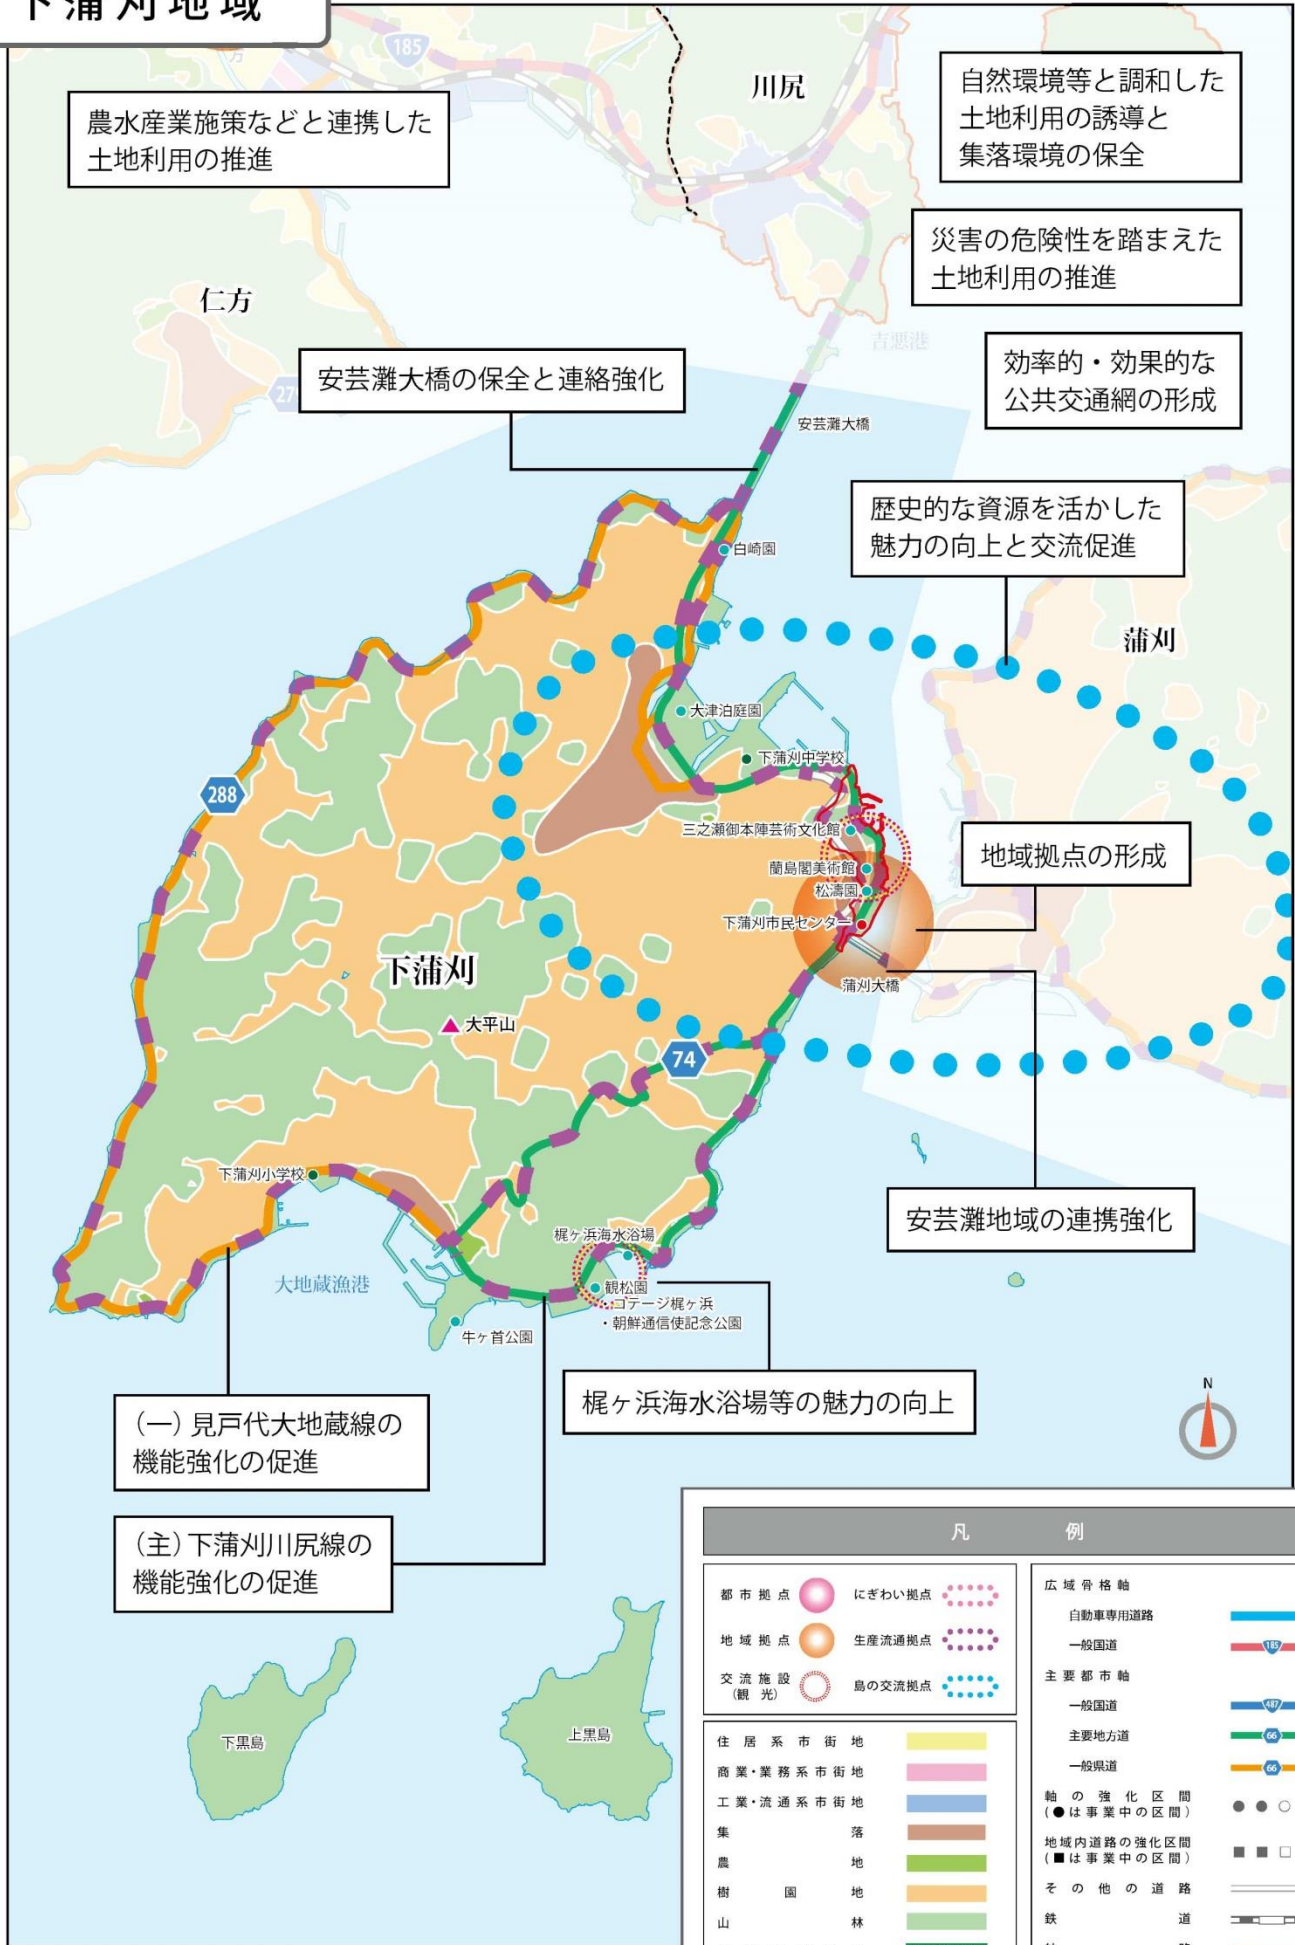 下蒲刈地域
185
方
川尻
農水産業施策などと連携した
土地利用の推進
自然環境等と調和した
土地利用の誘導と
集落環境の保全
災害の危険性を踏まえた
土地利用の推進
仁方
吉悪港
効率的・効果的な
公共交通網の形成
安芸灘大橋の保全と連絡強化
27
安芸灘大橋
歴史的な資源を活かした
魅力の向上と交流促進
白崎園
蒲刈
大津泊庭園
下蒲刈中学校
288
三之瀬御本陣芸術文化館
地域拠点の形成
蘭島閣美術館
松濤園
下蒲刈市民センター
下蒲刈
蒲刈大橋
大平山
74
下蒲刈小学校
安芸灘地域の連携強化
梶ヶ浜海水浴場
大地蔵漁港
観松園
・コテージ梶ヶ浜
・朝鮮通信使記念公園
牛ヶ首公園
梶ヶ浜海水浴場等の魅力の向上
N
(一)見戸代大地蔵線の
機能強化の促進
(主)下蒲刈川尻線の
機能強化の促進
下黒島
上黒島
凡例
都市拠点
にぎわい拠点
地域拠点
生産流通拠点
交流施設
(観光)
島の交流拠点
住居系市街地
商業・業務系市街地
工業・流通系市街地
集落
農地
樹園地
山林
広域骨格軸
自動車専用道路
一般国道
185
主要都市軸
一般国道
487
主要地方道
66
一般県道
66
軸の強化区間
(●は事業中の区間)
地域内道路の強化区間
(■は事業中の区間)
その他の道路
鉄道